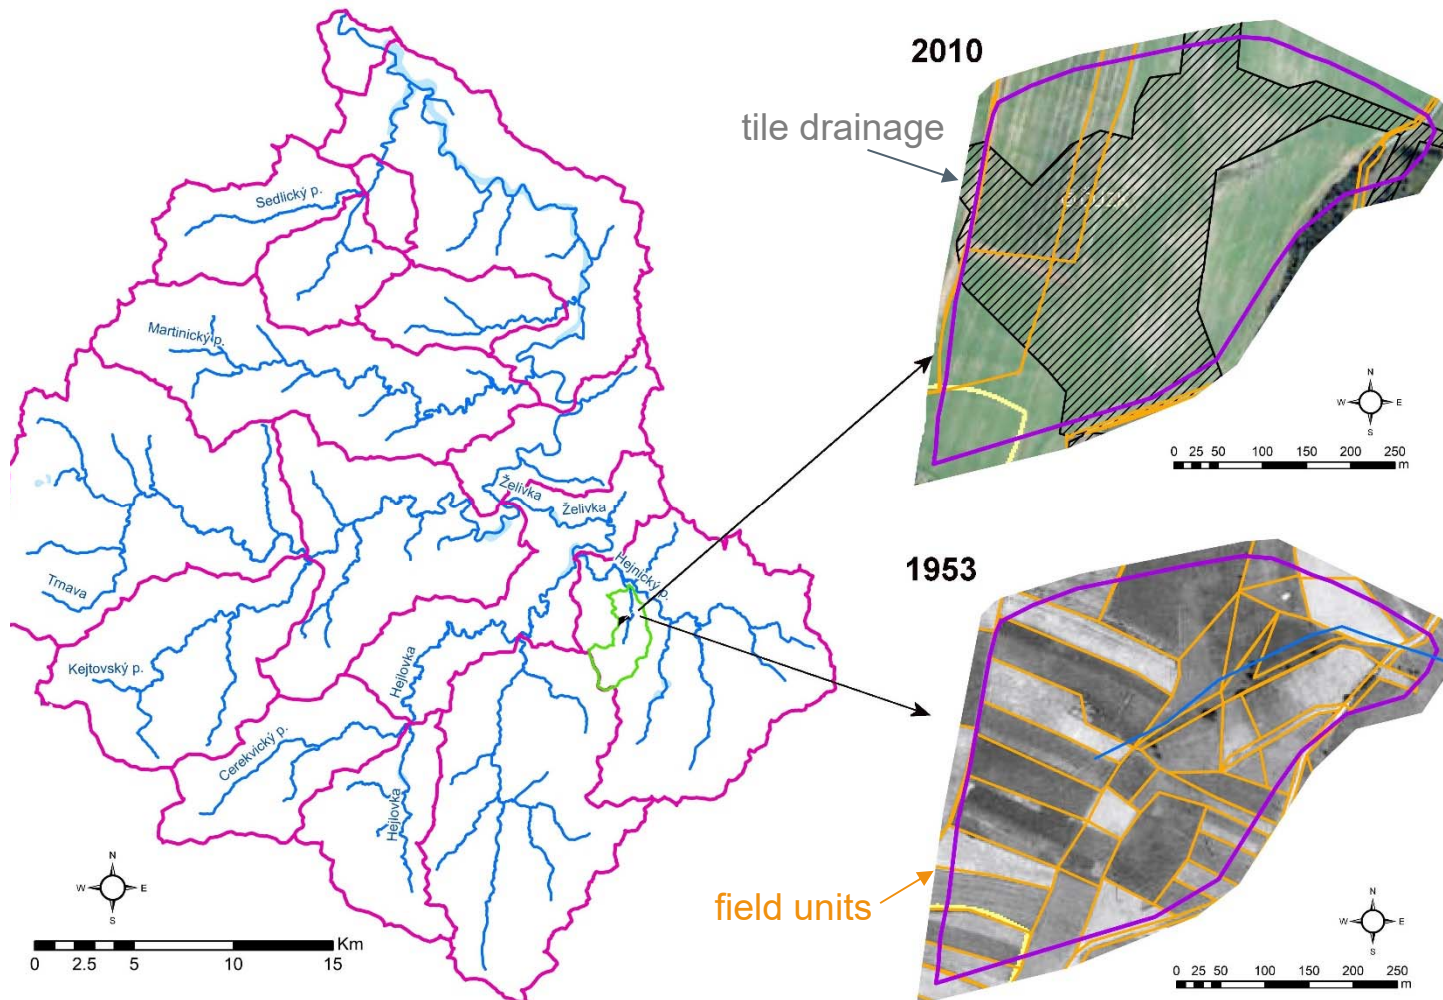 2010
tile drainage
Sedlický p.
Martinický p.
Želivka
Želivka
Hejnický p.
Trnava
Kejtovský p.
Hejlovka
Cerekvický p.
Hejlovka
N
W E
S
0 25 50 100 150 200 250
m
1953
field units
N
W E
S
Km
0 2.5 5 10 15
N
W E
S
0 25 50 100 150 200 250
m